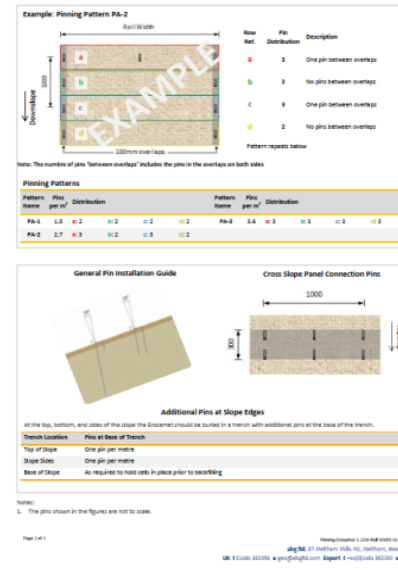 Example: Pinning Pattern PA-2
Roll Width
Row Ref. Pin Distribution Description
a 3 One pin between overlaps
b 2 No pins between overlaps
c 3 One pin between overlaps
d 2 No pins between overlaps
Pattern repeats below
1000
Downslope
a
b
c
d
EXAMPLE
100mm overlaps
Note: The numbre of pins "between overlaps" includes the pins in the overlaps on both sides
Pinning Patterns
Pattern Name Pins per m² Distribution Pattern Name Pins per m² Distribution
PA-1 1.8 a: 2 b: 2 c: 2 d: 2 PA-3 3.6 a: 3 b: 3 c: 3 d: 3
PA-2 2.7 a: 3 b: 2 c: 3 d: 2
General Pin Installation Guide
Cross Slope Panel Connection Pins
1000
300
Additional Pins at Slope Edges
At the top, bottom, and sides of the slope the Erosamat should be buried in a trench with additional pins at the base of the trench.
Trench Location Pins at Base of Trench
Top of Slope One pin per metre
Slope Sides One pin per metre
Base of Slope As required to hold cells in place prior to backfilling
Notes:
1. The pins shown in the figures are not to scale.
Page 1 of 1
abg ltd. E7 Meltham Mills Rd, Meltham,